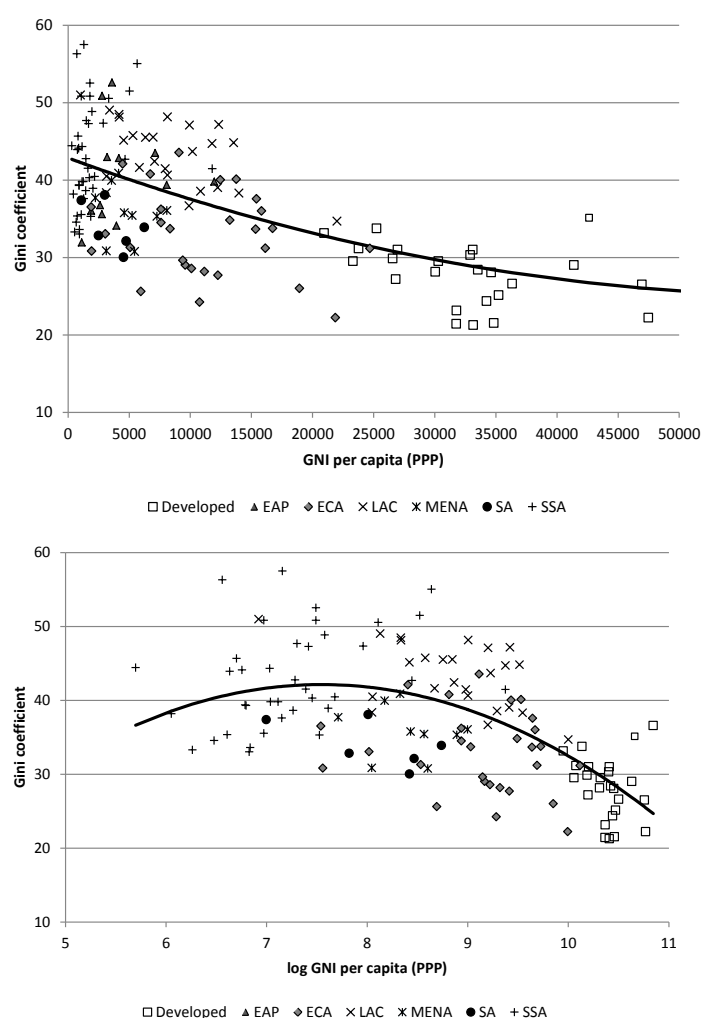 60
50
40
30
20
10
Gini coefficient
0 5000 10000 15000 20000 25000 30000 35000 40000 45000 50000
GNI per capita (PPP)
Developed EAP ECA LAC MENA SA SSA
60
50
40
30
20
10
Gini coefficient
5 6 7 8 9 10 11
log GNI per capita (PPP)
Developed EAP ECA LAC MENA SA SSA